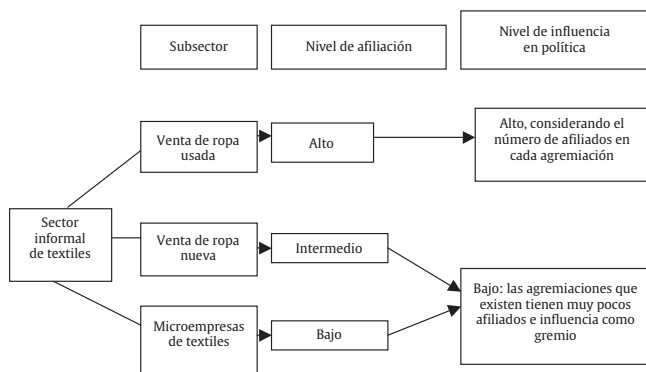 Subsector
Nivel de afiliación
Nivel de influencia
en política
Venta de ropa
usada
Alto
Alto, considerando el
número de afiliados en
cada agremiación
Sector
informal
de textiles
Venta de ropa
nueva
Intermedio
Bajo: las agremiaciones que
existen tienen muy pocos
afiliados e influencia como
gremio
Microempresas
de textiles
Bajo